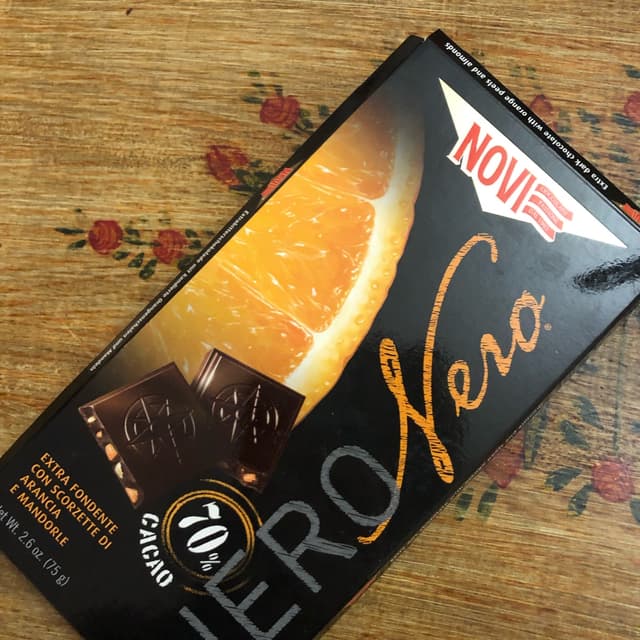 Extra dark chocolate with orange peels and almonds
NOVI
Nero
NERO
70%
CACAO
EXTRA FONDENTE
CON SCORZETTE DI
ARANCIA
E MANDORLE
Net Wt. 2.6 oz. (75 g)